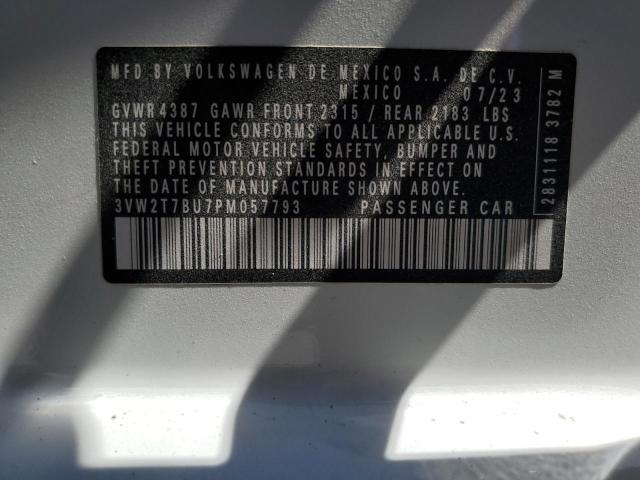 MFD BY VOLKSWAGEN DE MEXICO S.A. DE C.V.
MEXICO 07/23
GVWR 4387 GAWR FRONT 2315 / REAR 2183 LBS
THIS VEHICLE CONFORMS TO ALL APPLICABLE U.S.
FEDERAL MOTOR VEHICLE SAFETY, BUMPER AND
THEFT PREVENTION STANDARDS IN EFFECT ON
THE DATE OF MANUFACTURE SHOWN ABOVE.
3VW2T7BU7PM057793 PASSENGER CAR
2831118 3782 M